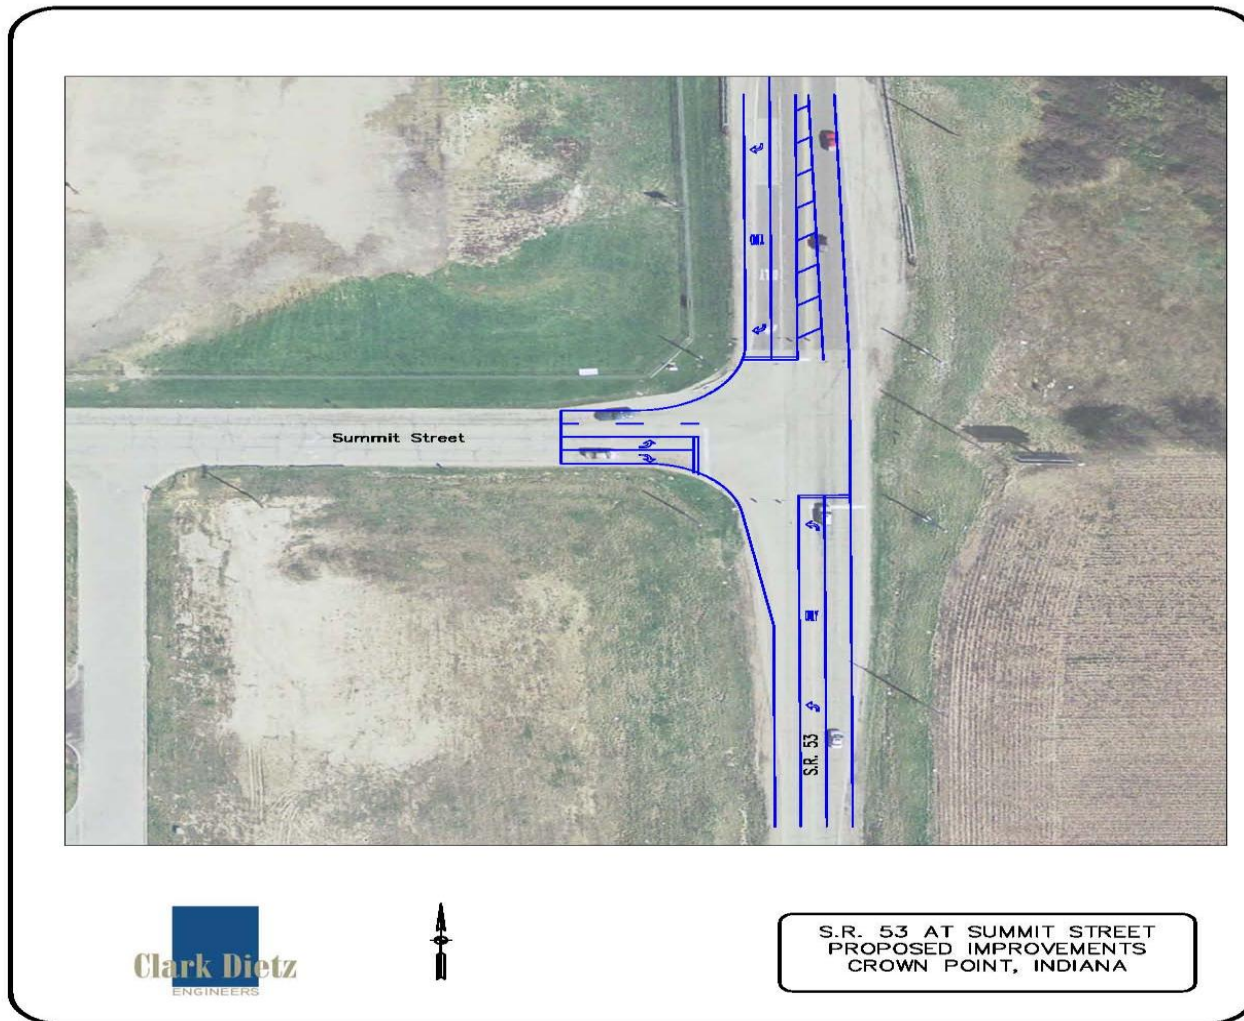 ONLY
Summit Street
ONLY
S.R. 53
Clark Dietz
ENGINEERS
S.R. 53 AT SUMMIT STREET
PROPOSED IMPROVEMENTS
CROWN POINT, INDIANA